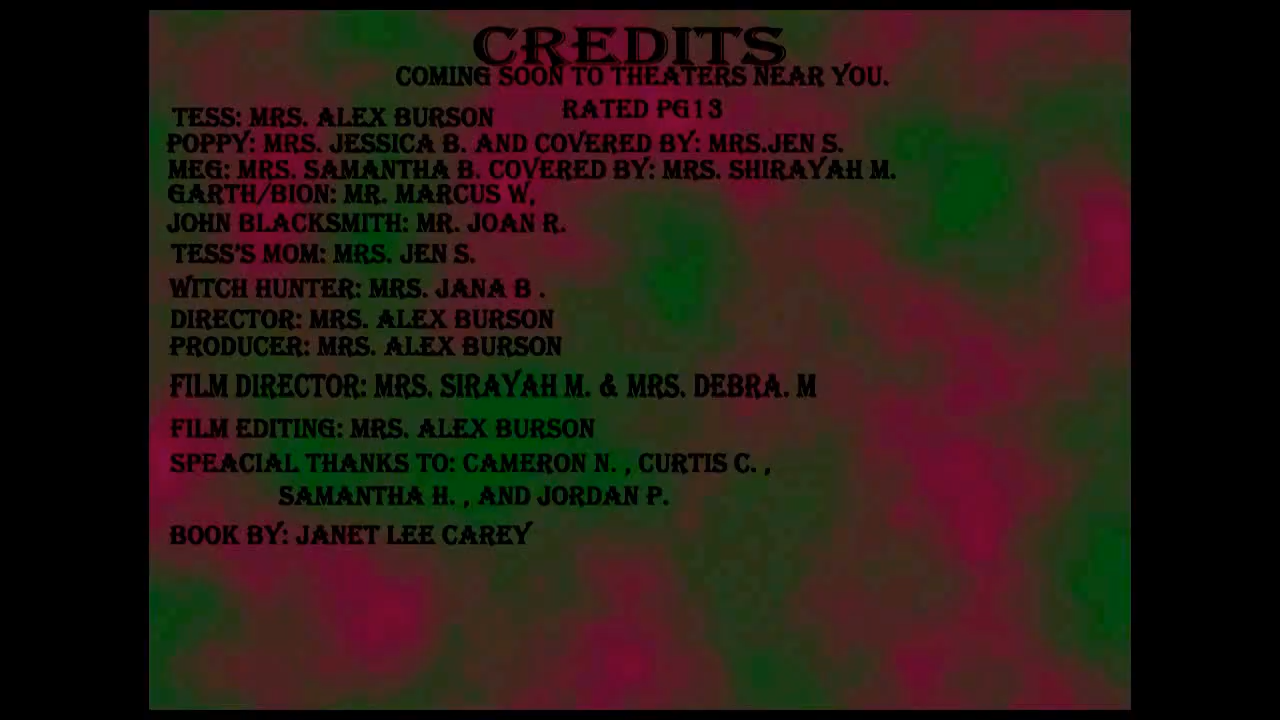 CREDITS
COMING SOON TO THEATERS NEAR YOU.
RATED PG13
TESS: MRS. ALEX BURSON
POPPY: MRS. JESSICA B. AND COVERED BY: MRS.JEN S.
MEG: MRS. SAMANTHA B. COVERED BY: MRS. SHIRAYAH M.
GARTH/BION: MR. MARCUS W,
JOHN BLACKSMITH: MR. JOAN R.
TESS'S MOM: MRS. JEN S.
WITCH HUNTER: MRS. JANA B .
DIRECTOR: MRS. ALEX BURSON
PRODUCER: MRS. ALEX BURSON
FILM DIRECTOR: MRS. SIRAYAH M. & MRS. DEBRA. M
FILM EDITING: MRS. ALEX BURSON
SPEACIAL THANKS TO: CAMERON N. , CURTIS C. ,
SAMANTHA H. , AND JORDAN P.
BOOK BY: JANET LEE CAREY